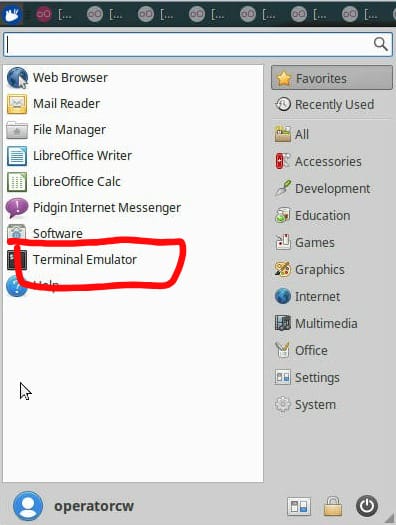 [...
[...
[...
[...
[...
[...
[...
Web Browser
Mail Reader
File Manager
LibreOffice Writer
LibreOffice Calc
Pidgin Internet Messenger
Software
Terminal Emulator
Help
Favorites
Recently Used
All
Accessories
Development
Education
Games
Graphics
Internet
Multimedia
Office
Settings
System
operatorcw